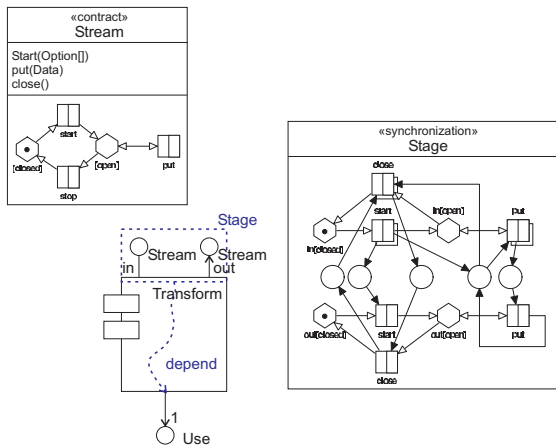 «contract»
Stream
Start(Option[])
put(Data)
close()
start
[closed]
[open]
put
stop
Stage
Stream
Stream
in
out
Transform
depend
1
Use
«synchronization»
Stage
close
start
in[open]
put
in[closed]
out[closed]
start
out[open]
put
close